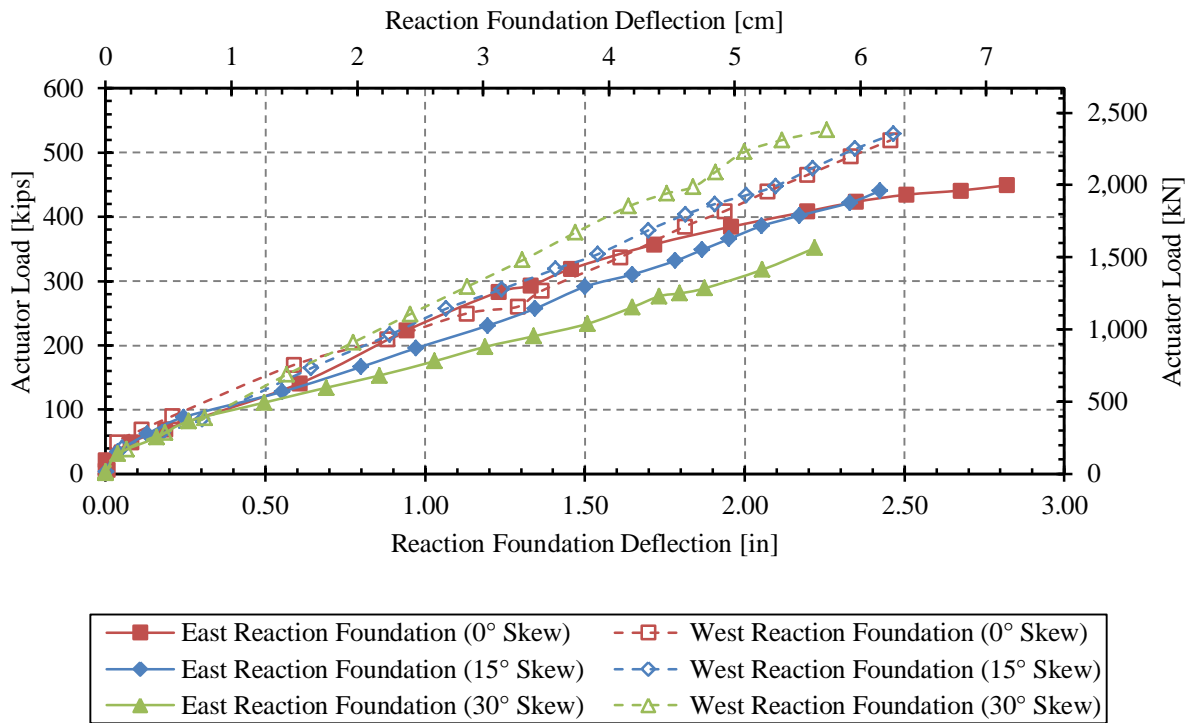 Reaction Foundation Deflection [cm]
0 1 2 3 4 5 6 7
600
500
400
300
200
100
0
Actuator Load [kips]
2,500
2,000
1,500
1,000
500
0
Actuator Load [kN]
0.00 0.50 1.00 1.50 2.00 2.50 3.00
Reaction Foundation Deflection [in]
East Reaction Foundation (0° Skew) West Reaction Foundation (0° Skew)
East Reaction Foundation (15° Skew) West Reaction Foundation (15° Skew)
East Reaction Foundation (30° Skew) West Reaction Foundation (30° Skew)